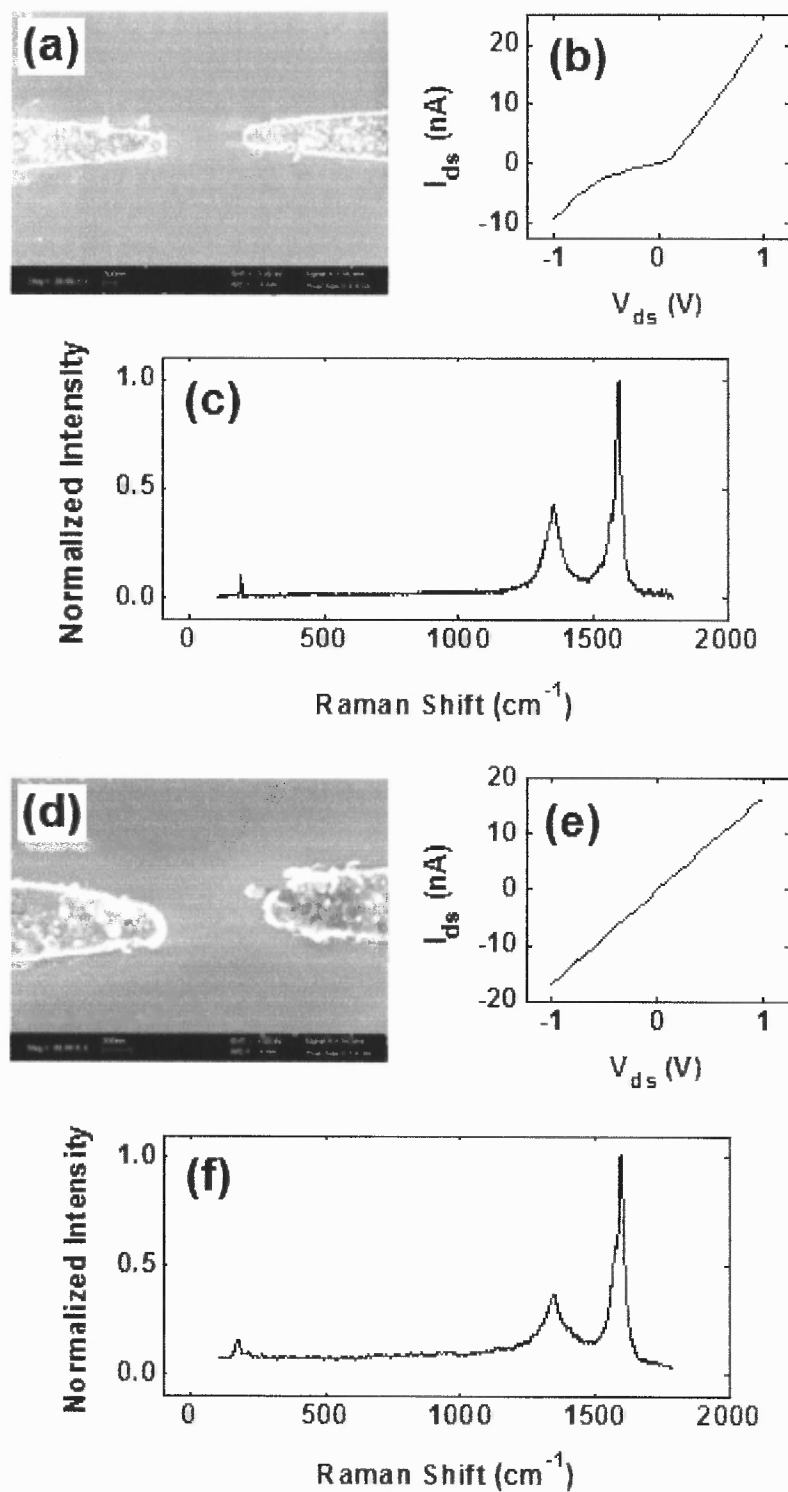 (a)
(b)
20
10
0
-10
I_ds (nA)
-1 0 1
V_ds (V)
(c)
1.0
0.5
0.0
Normalized Intensity
0 500 1000 1500 2000
Raman Shift (cm⁻¹)
(d)
(e)
20
10
0
-10
-20
I_ds (nA)
-1 0 1
V_ds (V)
(f)
1.0
0.5
0.0
Normalized Intensity
0 500 1000 1500 2000
Raman Shift (cm⁻¹)